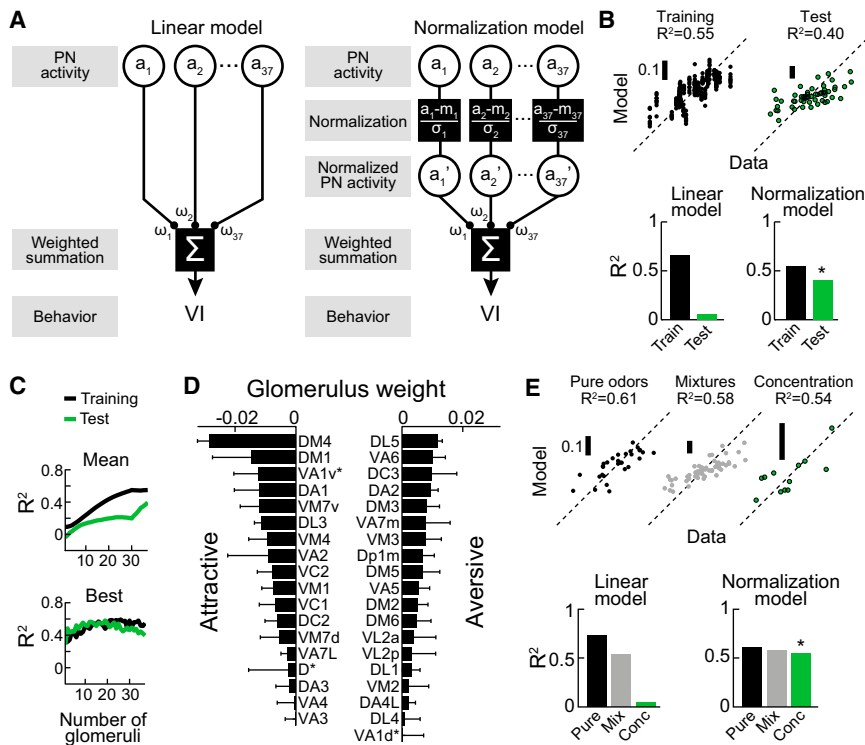 A
Linear model
Normalization model
PN activity
a1 a2 ... a37
PN activity
a1 a2 ... a37
Normalization
a1-m1 / σ1
a2-m2 / σ2
...
a37-m37 / σ37
Normalized PN activity
a1' a2' ... a37'
ω1 ω2 ω37
ω1 ω2 ω37
Weighted summation
Σ
Weighted summation
Σ
Behavior
VI
Behavior
VI
B
Training
R²=0.55
Test
R²=0.40
0.1
Model
Data
Linear model
Normalization model
R²
1
0.5
0
Train
Test
1
0.5
0
*
Train
Test
C
Training
Test
Mean
R²
0.8
0.4
0
10 20 30
Best
R²
0.8
0.4
0
10 20 30
Number of glomeruli
D
Glomerulus weight
-0.02 0
0 0.02
Attractive
DM4
DM1
VA1v*
DA1
VM7v
DL3
VM4
VA2
VC2
VM1
VC1
DC2
VM7d
VA7L
D*
DA3
VA4
VA3
DL5
VA6
DC3
DA2
DM3
VA7m
VM3
Dp1m
DM5
VA5
DM2
DM6
VL2a
VL2p
DL1
VM2
DA4L
DL4
VA1d*
Aversive
E
Pure odors
R²=0.61
Mixtures
R²=0.58
Concentration
R²=0.54
0.1
Model
Data
Linear model
Normalization model
R²
1
0.5
0
Pure
Mix
Conc
1
0.5
0
*
Pure
Mix
Conc